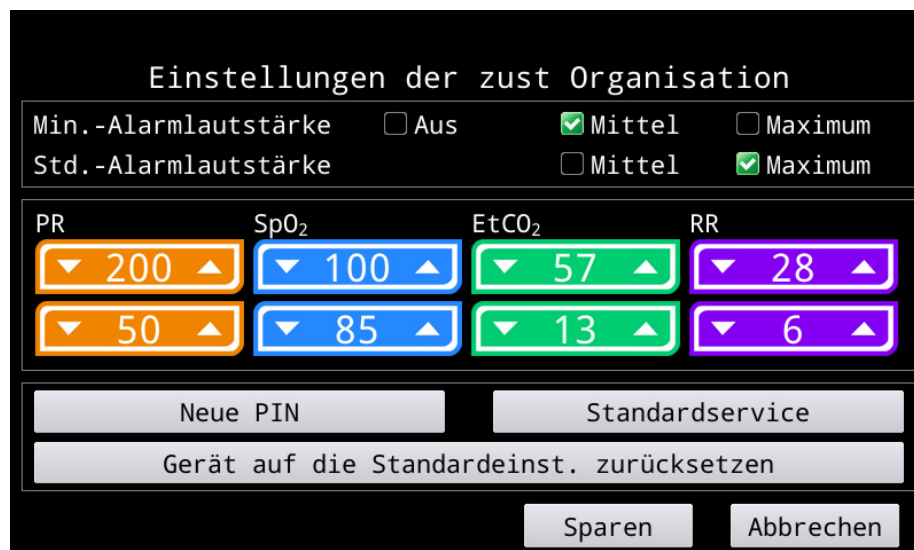 Einstellungen der zust Organisation
Min.-Alarmlautstärke Aus Mittel Maximum
Std.-Alarmlautstärke Mittel Maximum
PR SpO₂ EtCO₂ RR
200 100 57 28
50 85 13 6
Neue PIN Standardservice
Gerät auf die Standardeinst. zurücksetzen
Sparen Abbrechen